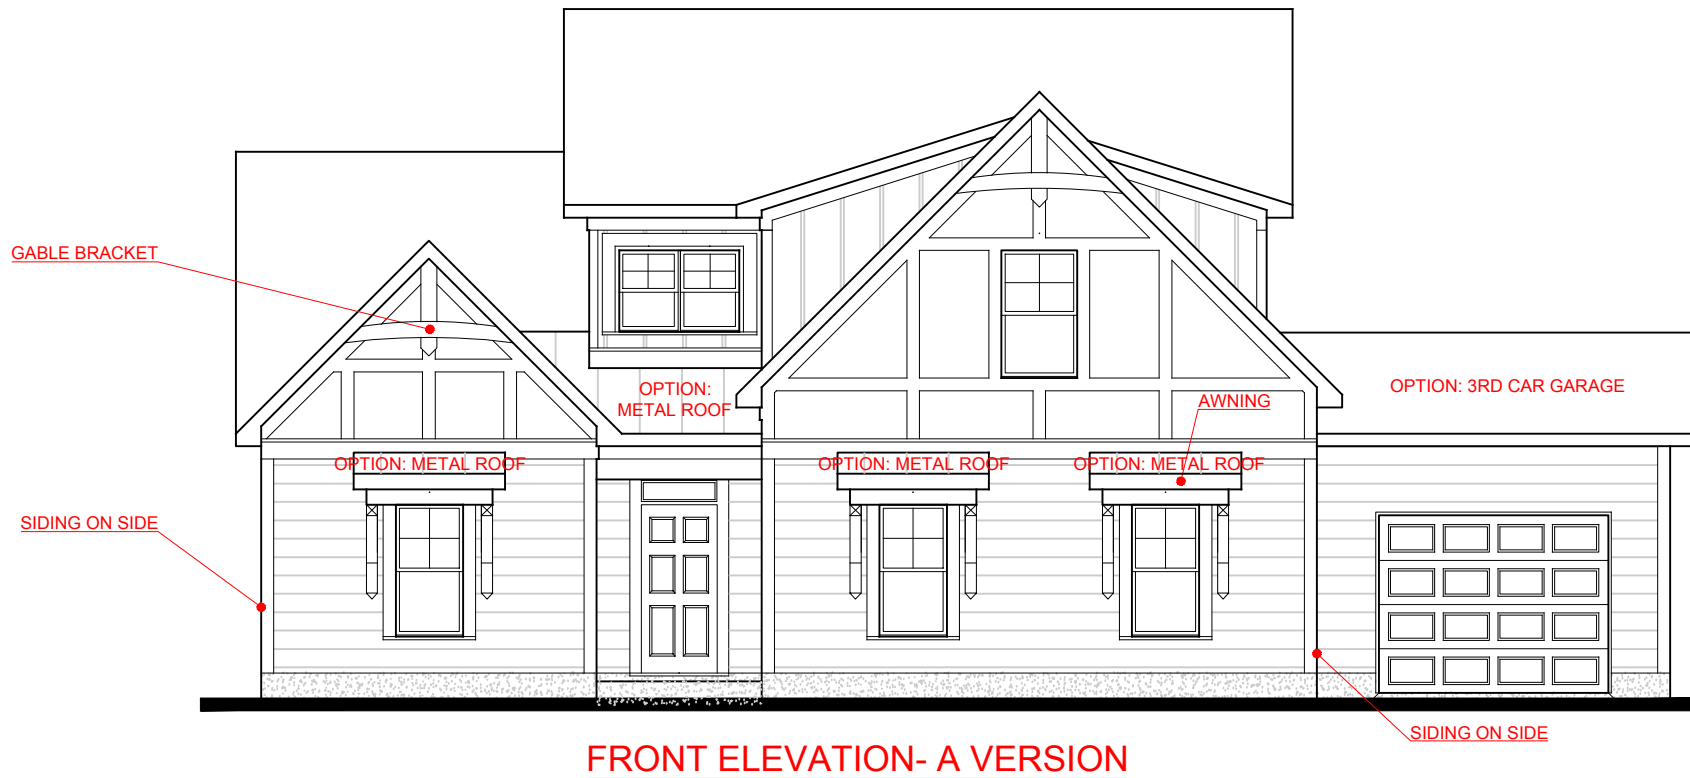 GABLE BRACKET
OPTION:
METAL ROOF
OPTION: 3RD CAR GARAGE
AWNING
OPTION: METAL ROOF
OPTION: METAL ROOF
OPTION: METAL ROOF
SIDING ON SIDE
SIDING ON SIDE
FRONT ELEVATION- A VERSION